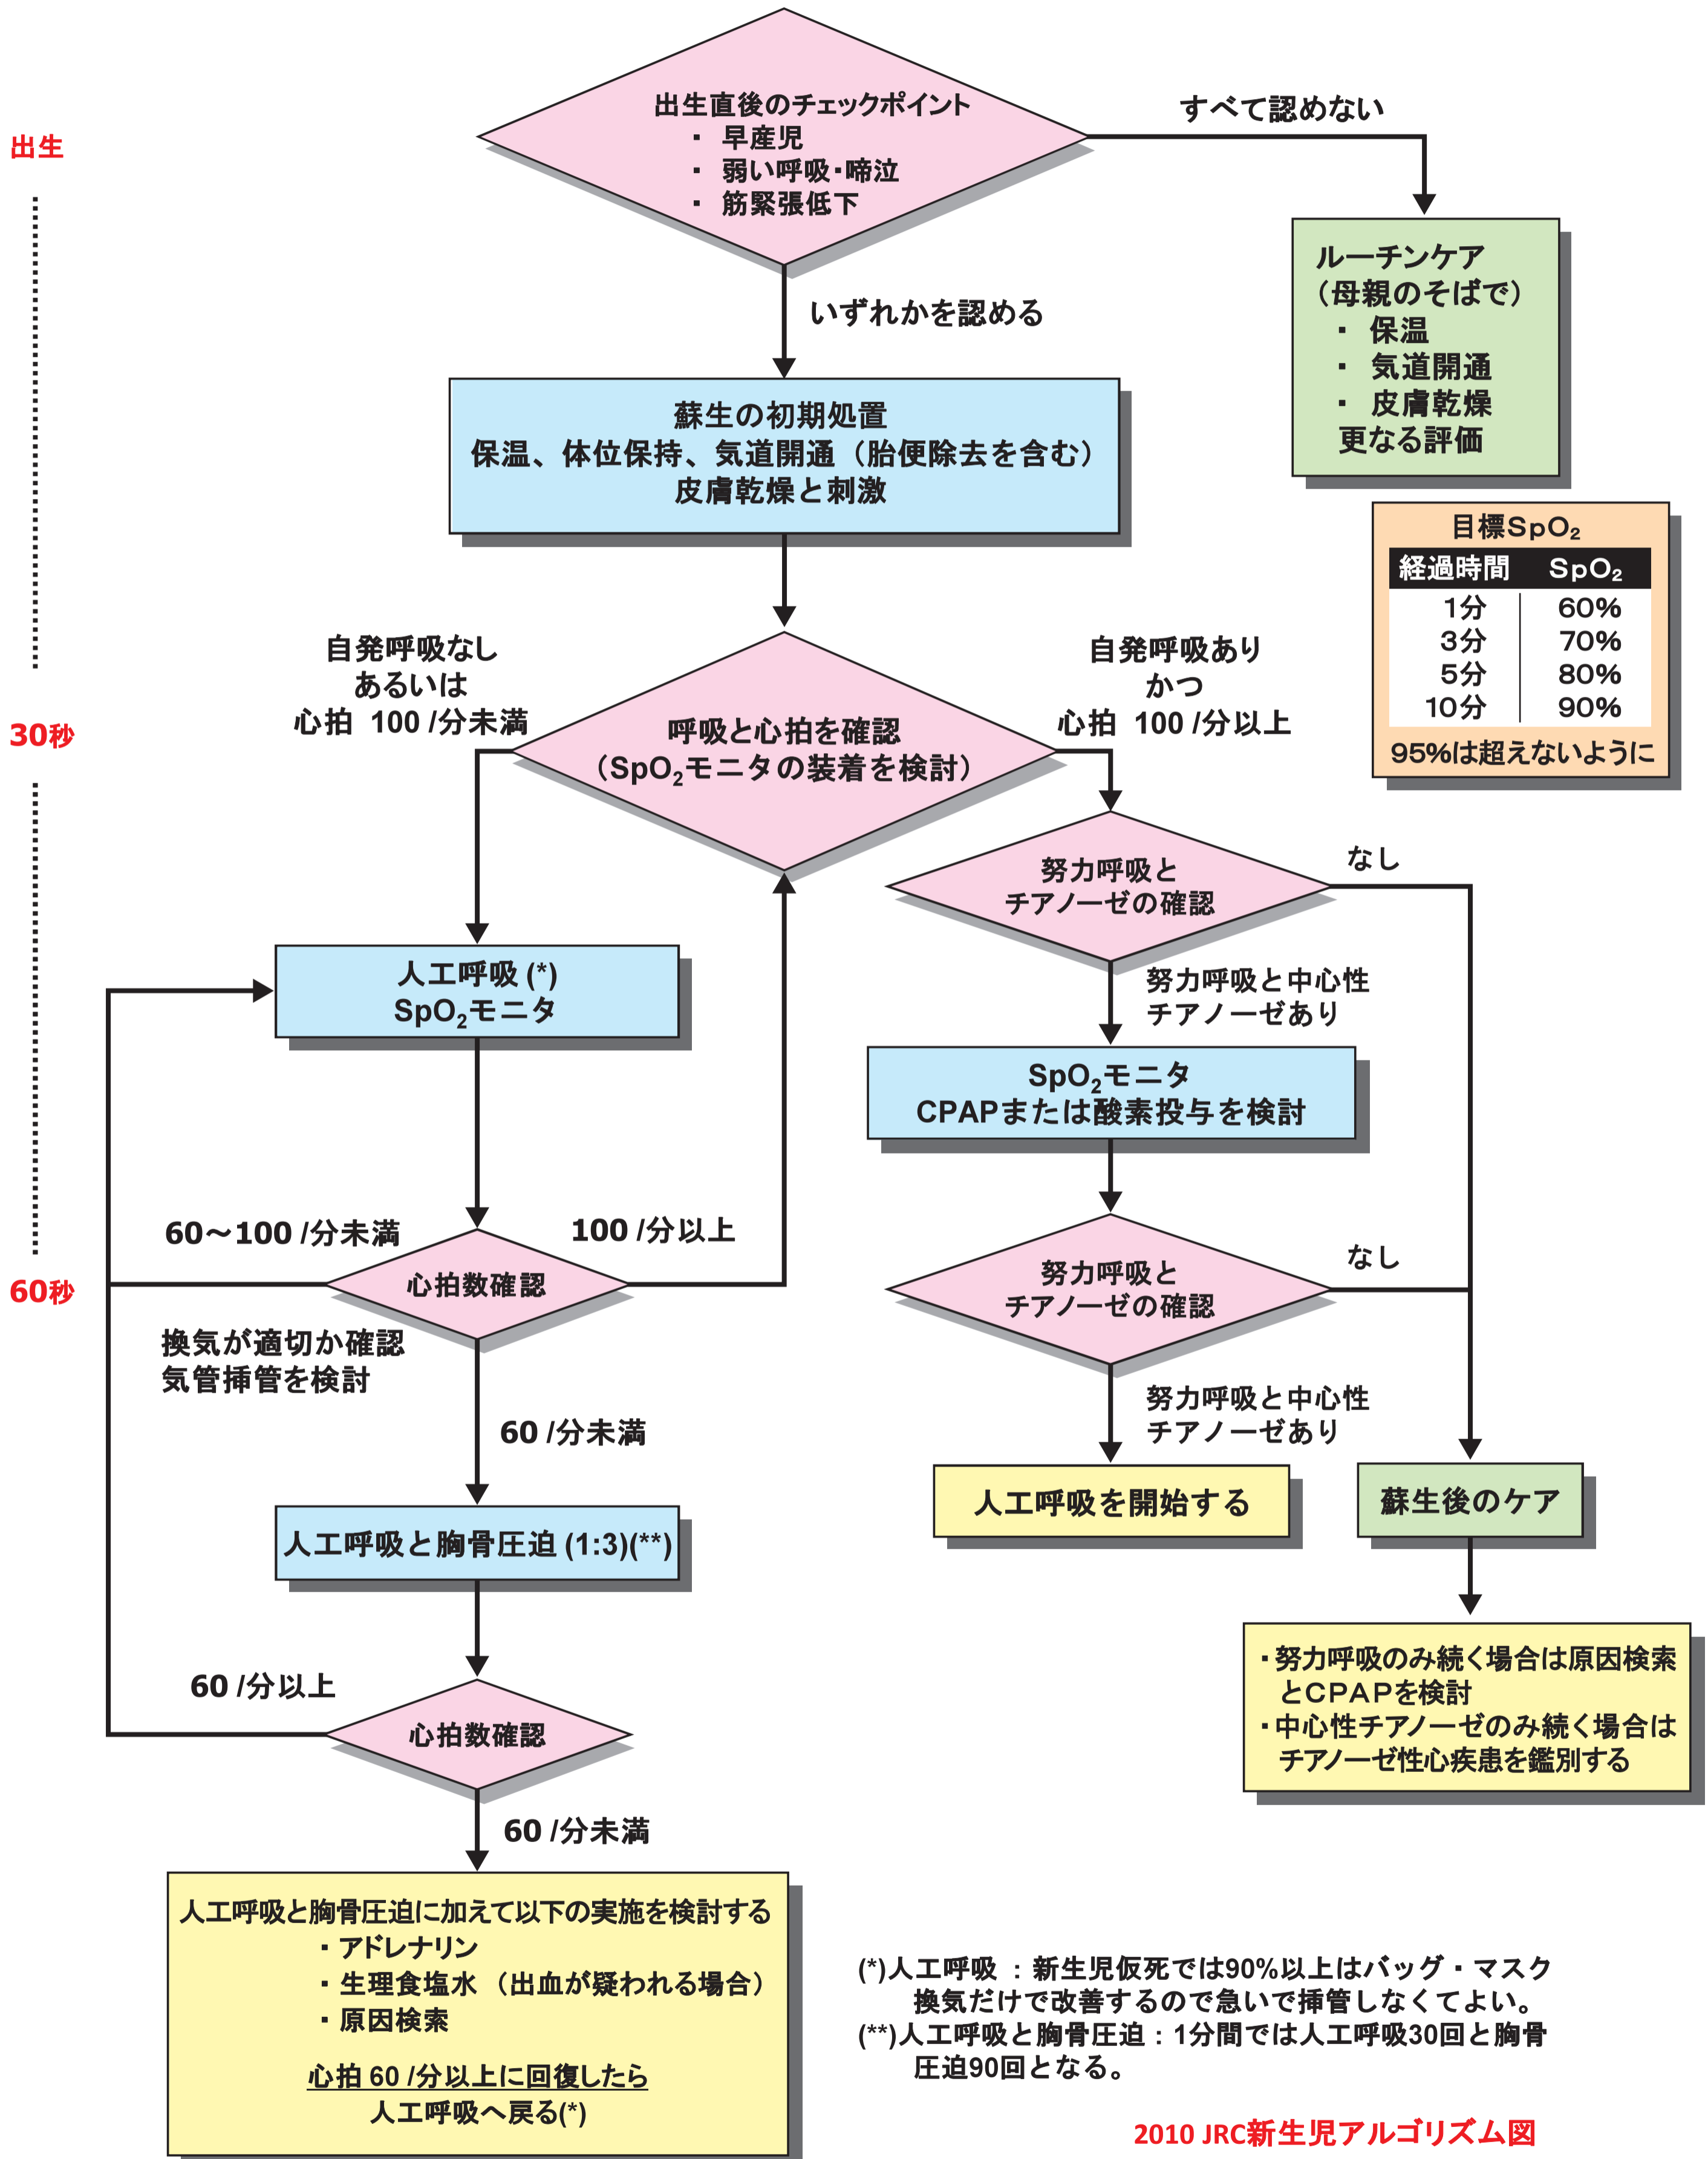 出生直後のチェックポイント
・ 早産児
・ 弱い呼吸・啼泣
・ 筋緊張低下
すべて認めない
出生
いずれかを認める
ルーチンケア
（母親のそばで）
・ 保温
・ 気道開通
・ 皮膚乾燥
更なる評価
蘇生の初期処置
保温、体位保持、気道開通（胎便除去を含む）
皮膚乾燥と刺激
目標SpO₂
経過時間 SpO₂
1分 60%
3分 70%
5分 80%
10分 90%
95%は超えないように
自発呼吸なし
あるいは
心拍 100 /分未満
30秒
呼吸と心拍を確認
（SpO₂モニタの装着を検討）
自発呼吸あり
かつ
心拍 100 /分以上
努力呼吸と
チアノーゼの確認
なし
人工呼吸 (*)
SpO₂モニタ
努力呼吸と中心性
チアノーゼあり
SpO₂モニタ
CPAPまたは酸素投与を検討
60～100 /分未満
100 /分以上
60秒
心拍数確認
換気が適切か確認
気管挿管を検討
努力呼吸と
チアノーゼの確認
なし
60 /分未満
努力呼吸と中心性
チアノーゼあり
人工呼吸を開始する
蘇生後のケア
人工呼吸と胸骨圧迫 (1:3)(**)
60 /分以上
心拍数確認
・努力呼吸のみ続く場合は原因検索
とCPAPを検討
・中心性チアノーゼのみ続く場合は
チアノーゼ性心疾患を鑑別する
60 /分未満
人工呼吸と胸骨圧迫に加えて以下の実施を検討する
・アドレナリン
・生理食塩水 （出血が疑われる場合）
・原因検索
心拍 60 /分以上に回復したら
人工呼吸へ戻る(*)
(*)人工呼吸 ：新生児仮死では90%以上はバッグ・マスク
換気だけで改善するので急いで挿管しなくてよい。
(**)人工呼吸と胸骨圧迫：1分間では人工呼吸30回と胸骨
圧迫90回となる。
2010 JRC新生児アルゴリズム図